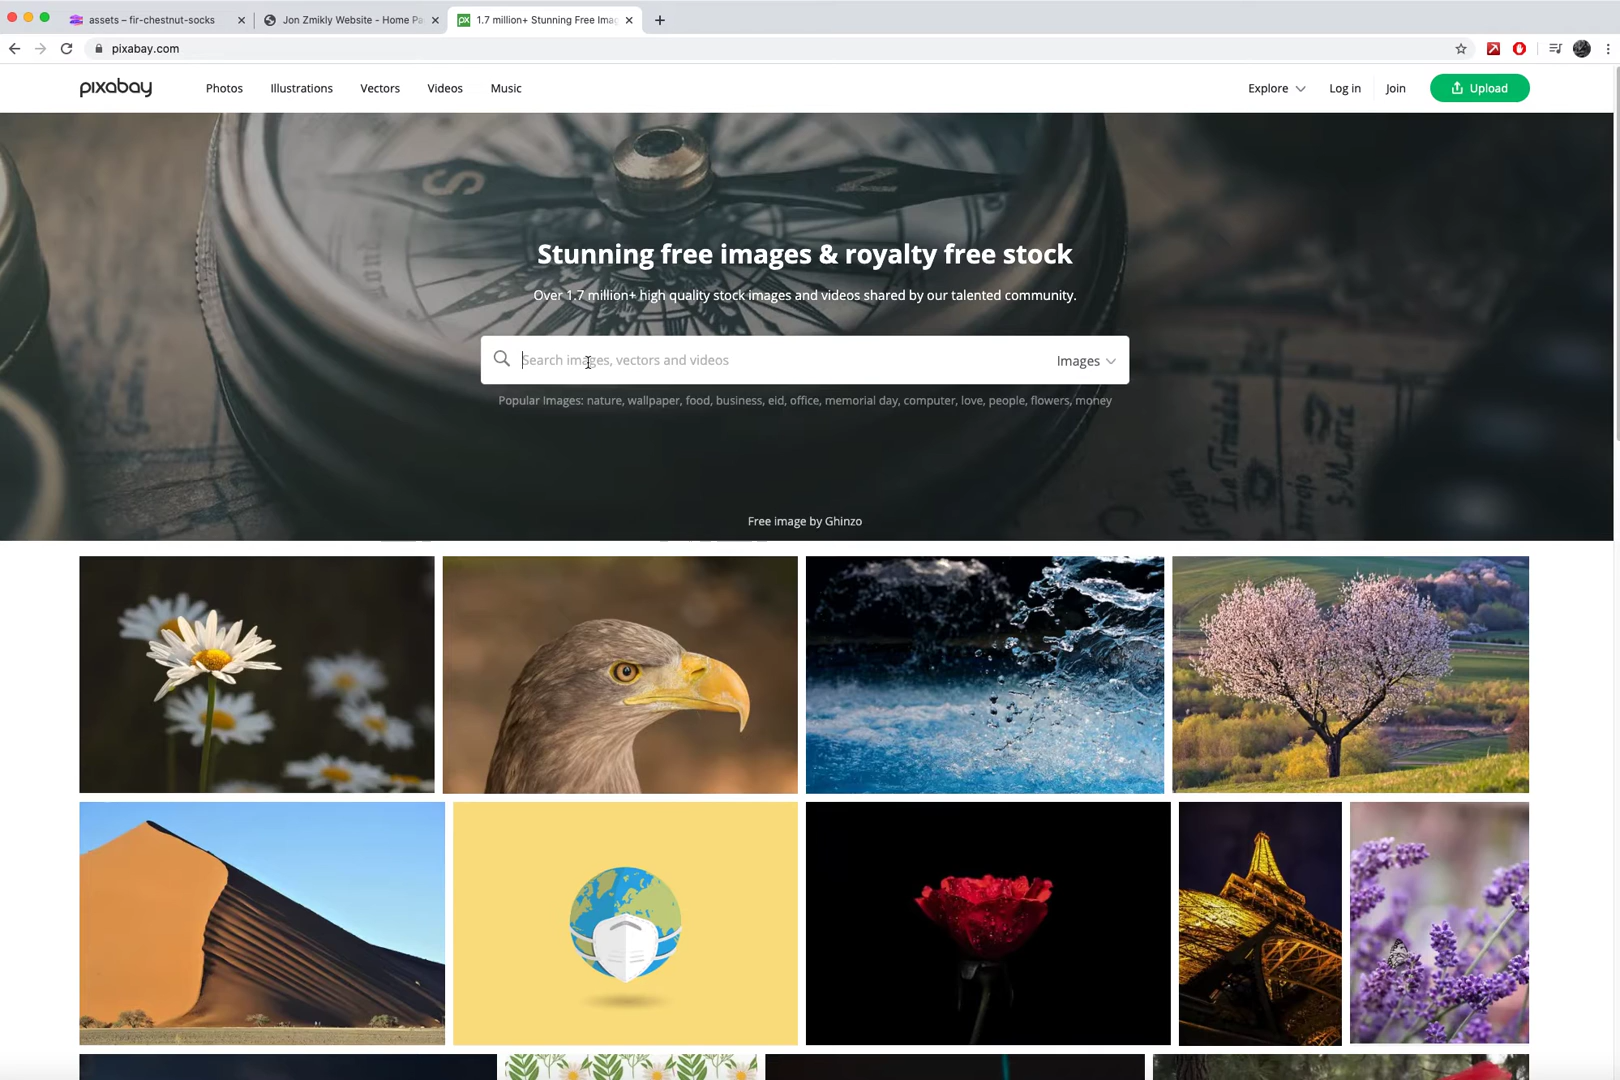 assets – fir-chestnut-socks
Jon Zmikly Website - Home Pa
1.7 million+ Stunning Free Imag
pixabay.com
pixabay
Photos
Illustrations
Vectors
Videos
Music
Explore
Log in
Join
Upload
S
N
Stunning free images & royalty free stock
Over 1.7 million+ high quality stock images and videos shared by our talented community.
Search images, vectors and videos
Images
Popular Images: nature, wallpaper, food, business, eid, office, memorial day, computer, love, people, flowers, money
La Trinidad
S. Marie
Free image by Ghinzo